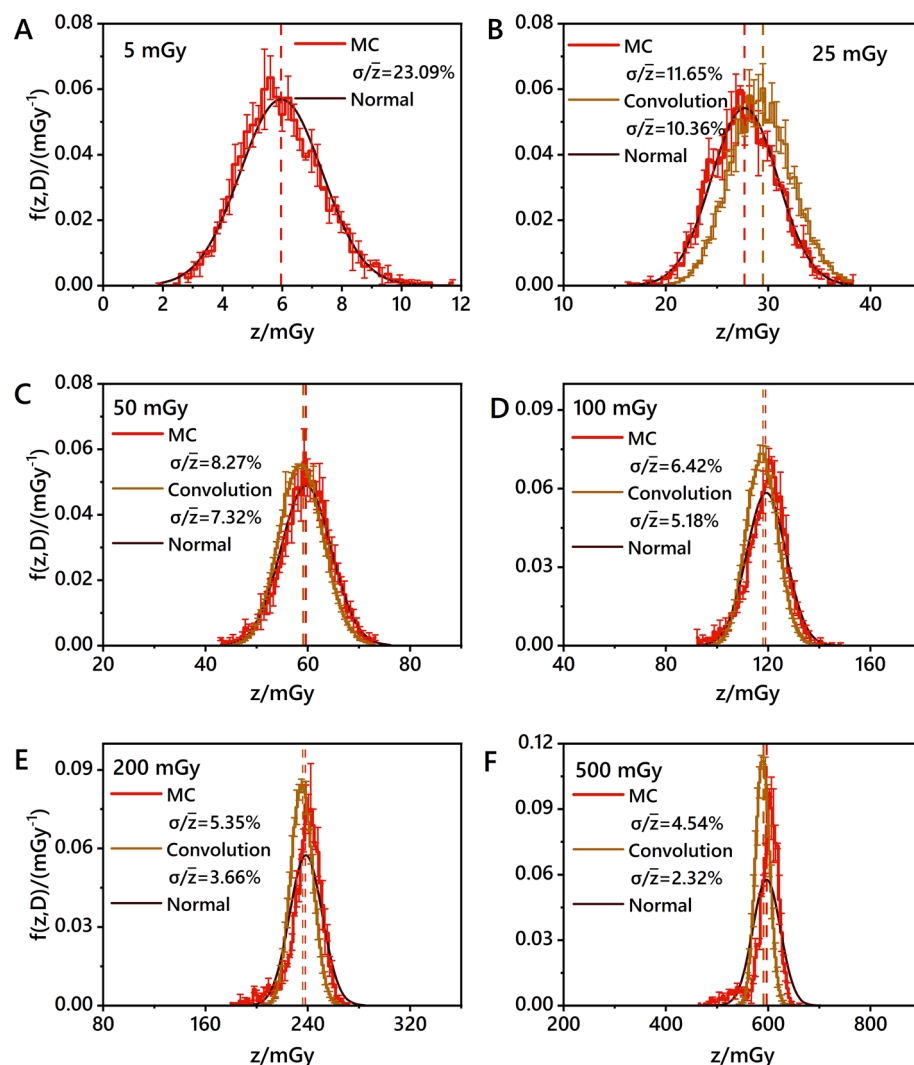 A
5 mGy
MC
σ/z̄=23.09%
Normal
f(z,D)/(mGy⁻¹)
0.08
0.06
0.04
0.02
0.00
0 2 4 6 8 10 12
z/mGy
B
25 mGy
MC
σ/z̄=11.65%
Convolution
σ/z̄=10.36%
Normal
0.08
0.06
0.04
0.02
0.00
10 20 30 40
z/mGy
C
50 mGy
MC
σ/z̄=8.27%
Convolution
σ/z̄=7.32%
Normal
f(z,D)/(mGy⁻¹)
0.08
0.06
0.04
0.02
0.00
20 40 60 80
z/mGy
D
100 mGy
MC
σ/z̄=6.42%
Convolution
σ/z̄=5.18%
Normal
0.09
0.06
0.03
0.00
40 80 120 160
z/mGy
E
200 mGy
MC
σ/z̄=5.35%
Convolution
σ/z̄=3.66%
Normal
f(z,D)/(mGy⁻¹)
0.09
0.06
0.03
0.00
80 160 240 320
z/mGy
F
500 mGy
MC
σ/z̄=4.54%
Convolution
σ/z̄=2.32%
Normal
0.12
0.09
0.06
0.03
0.00
200 400 600 800
z/mGy